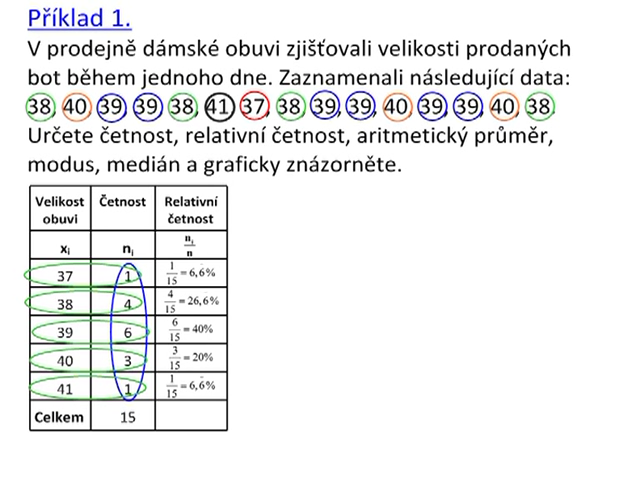 Příklad 1.
V prodejně dámské obuvi zjišťovali velikosti prodaných
bot během jednoho dne. Zaznamenali následující data:
38, 40, 39, 39, 38, 41, 37, 38, 39, 39, 40, 39, 39, 40, 38.
Určete četnost, relativní četnost, aritmetický průměr,
modus, medián a graficky znázorněte.
Velikost obuvi Četnost Relativní četnost
xᵢ nᵢ nᵢ/n
37 1 1/15 = 6,6%
38 4 4/15 = 26,6%
39 6 6/15 = 40%
40 3 3/15 = 20%
41 1 1/15 = 6,6%
Celkem 15